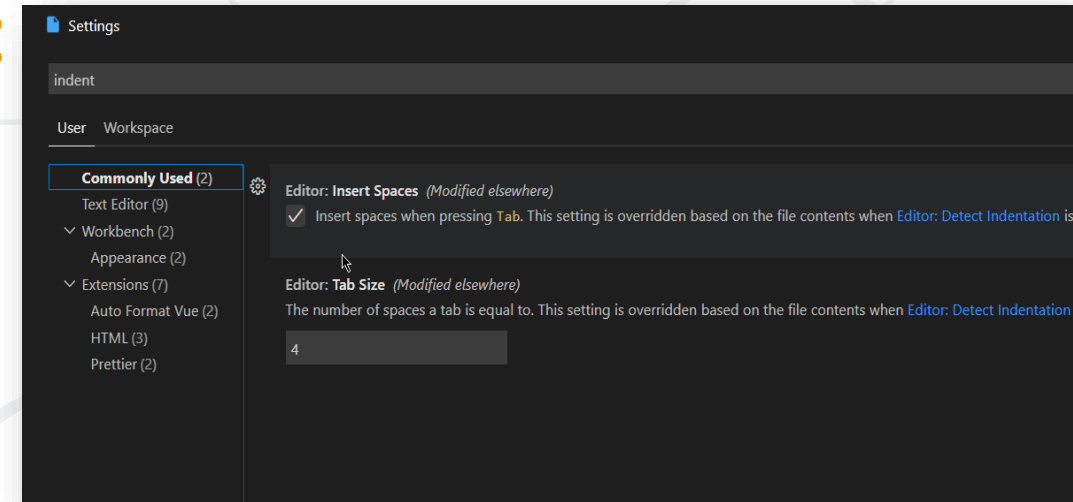 Settings
indent
User Workspace
Commonly Used (2)
Text Editor (9)
Workbench (2)
Appearance (2)
Extensions (7)
Auto Format Vue (2)
HTML (3)
Prettier (2)
Editor: Insert Spaces (Modified elsewhere)
Insert spaces when pressing Tab. This setting is overridden based on the file contents when Editor: Detect Indentation is
Editor: Tab Size (Modified elsewhere)
The number of spaces a tab is equal to. This setting is overridden based on the file contents when Editor: Detect Indentation
4